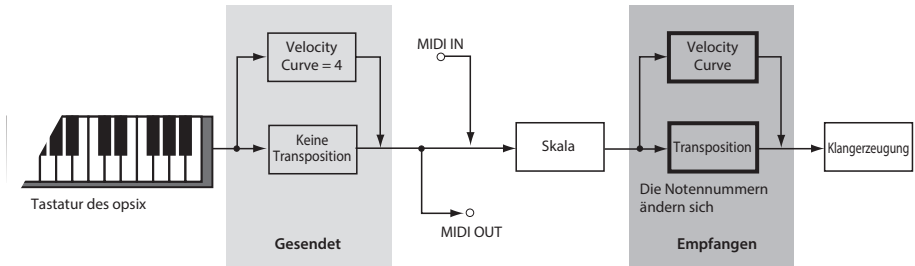 Velocity
Curve = 4
Keine
Transposition
Tastatur des opsix
Gesendet
MIDI IN
MIDI OUT
Skala
Velocity
Curve
Transposition
Die Notennummern
ändern sich
Empfangen
Klangerzeugung